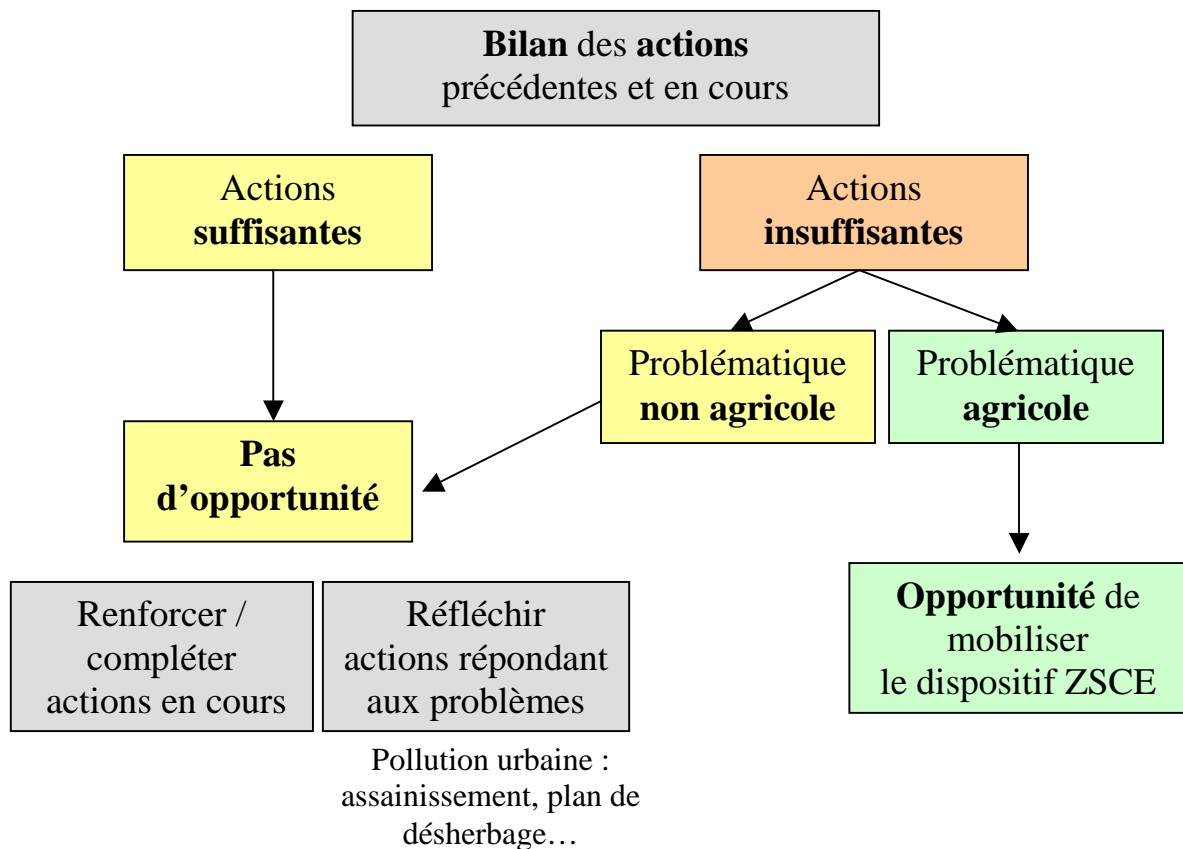 Bilan des actions
précédentes et en cours
Actions
suffisantes
Actions
insuffisantes
Problématique
non agricole
Problématique
agricole
Pas
d’opportunité
Renforcer /
compléter
actions en cours
Réfléchir
actions répondant
aux problèmes
Opportunité de
mobiliser
le dispositif ZSCE
Pollution urbaine :
assainissement, plan de
désherbage…